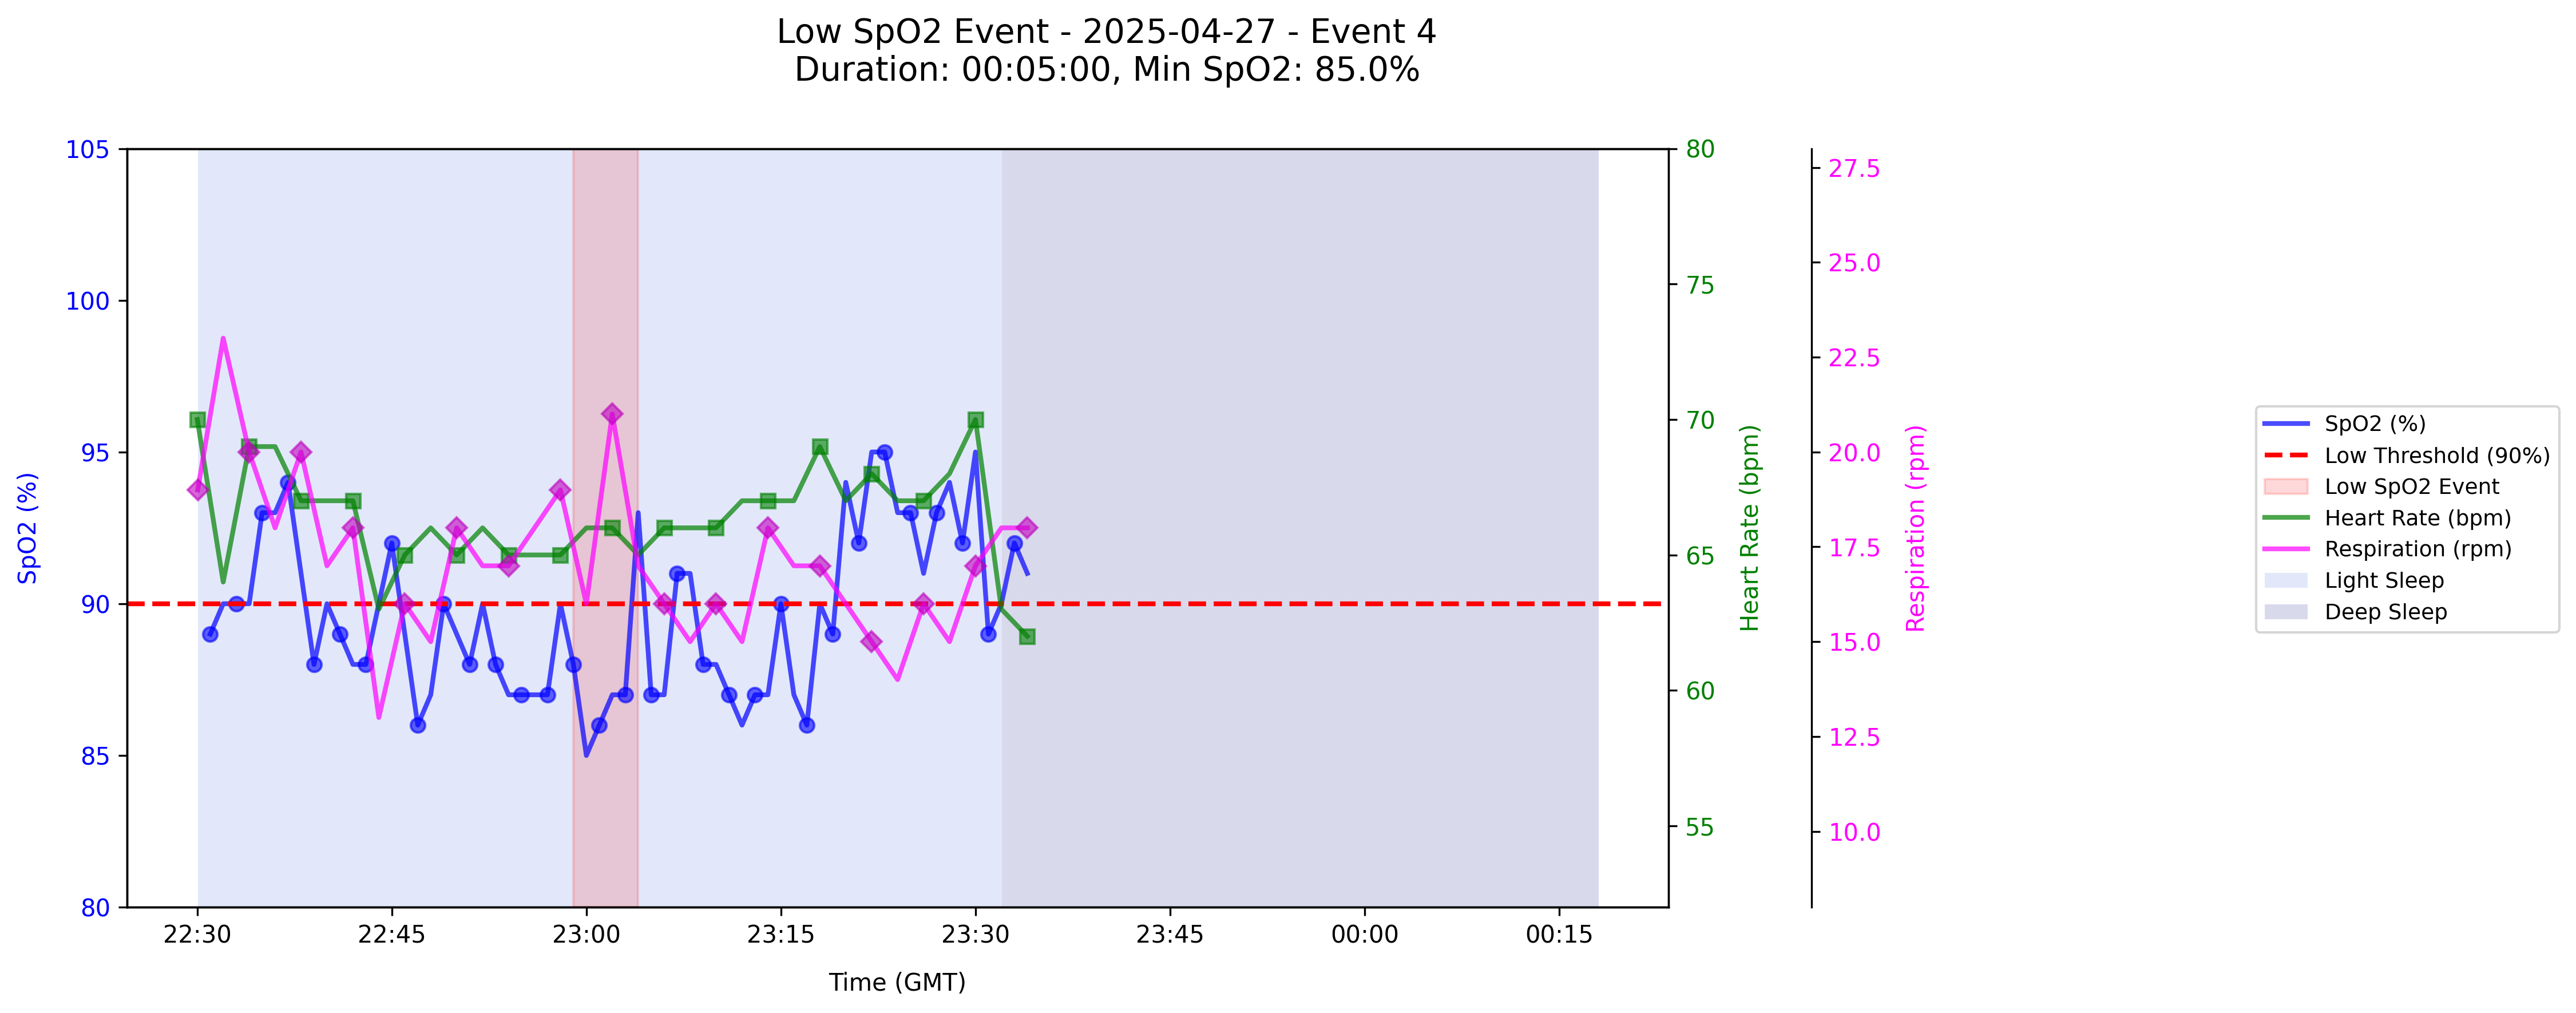 Low SpO2 Event - 2025-04-27 - Event 4
Duration: 00:05:00, Min SpO2: 85.0%
SpO2 (%)
105
100
95
90
85
80
22:30
22:45
23:00
23:15
23:30
23:45
00:00
00:15
Time (GMT)
80
75
70
65
60
55
Heart Rate (bpm)
27.5
25.0
22.5
20.0
17.5
15.0
12.5
10.0
Respiration (rpm)
SpO2 (%)
Low Threshold (90%)
Low SpO2 Event
Heart Rate (bpm)
Respiration (rpm)
Light Sleep
Deep Sleep